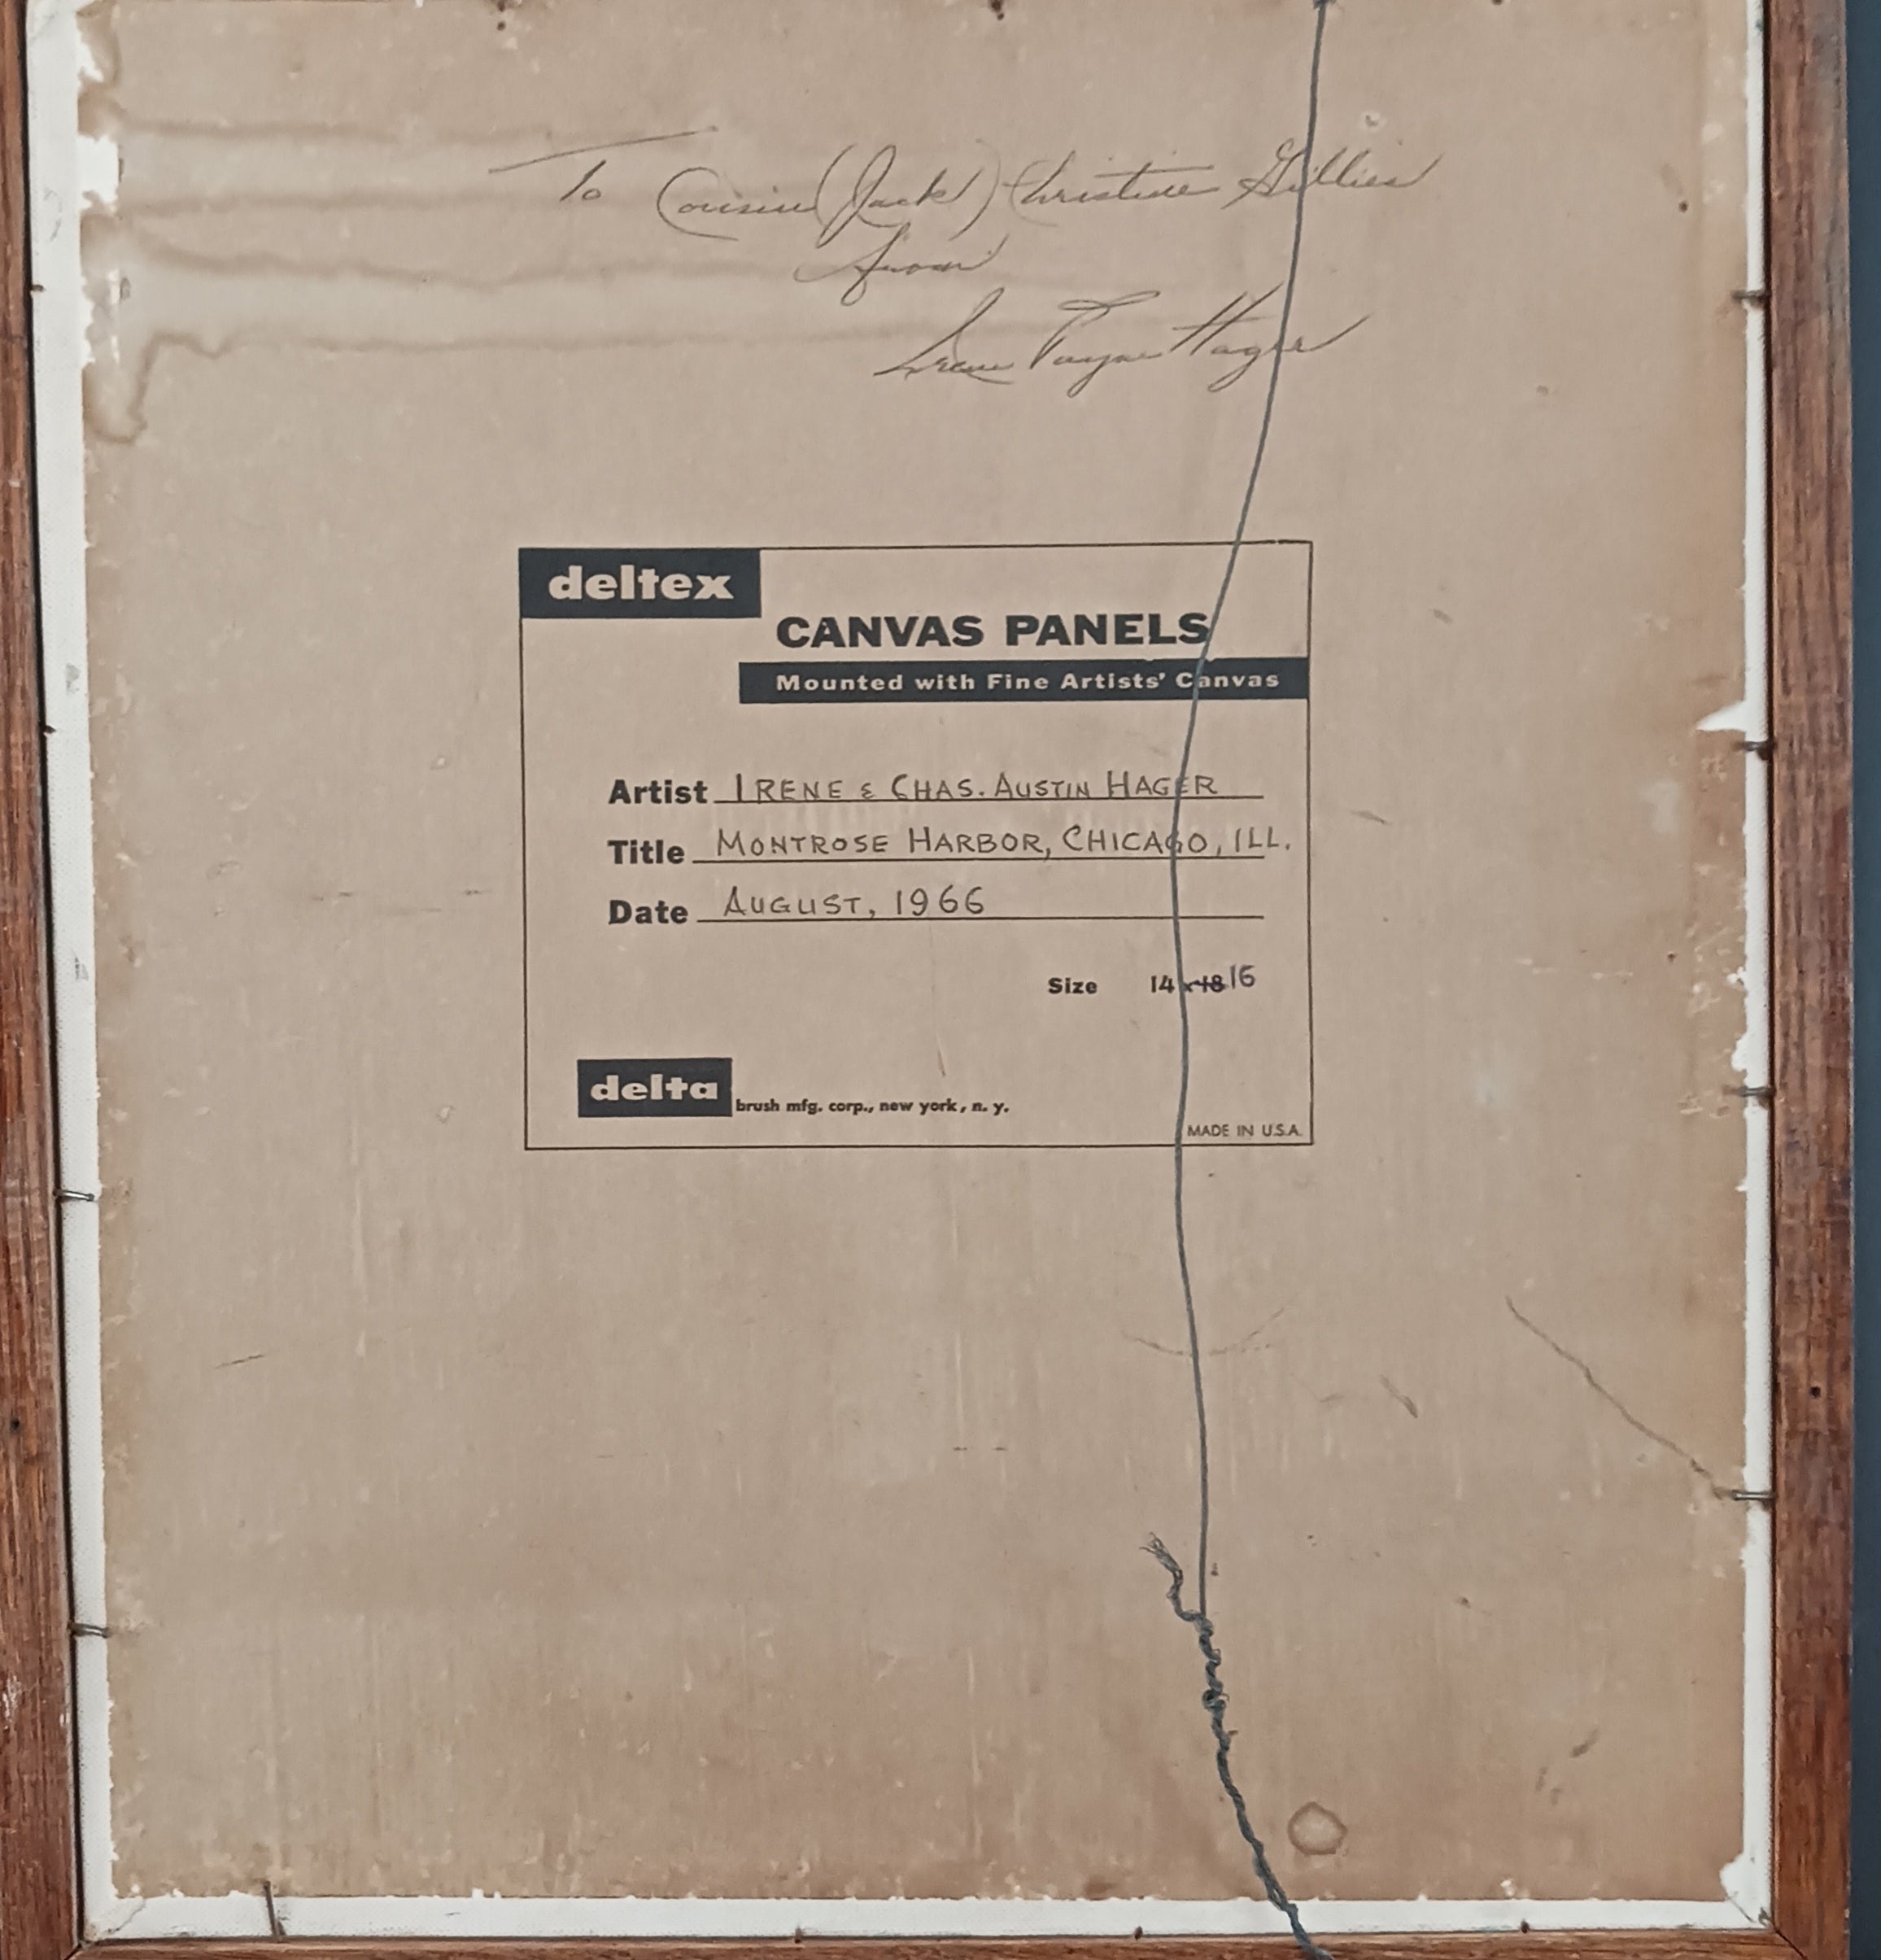 To Cousin (Jack) Christine Gillies
from
Irene Payne Hager
deltex
CANVAS PANELS
Mounted with Fine Artists' Canvas
Artist IRENE & CHAS. AUSTIN HAGER
Title MONTROSE HARBOR, CHICAGO, ILL.
Date AUGUST, 1966
Size 14 x 18 16
delta brush mfg. corp., new york, n. y.
MADE IN U.S.A.